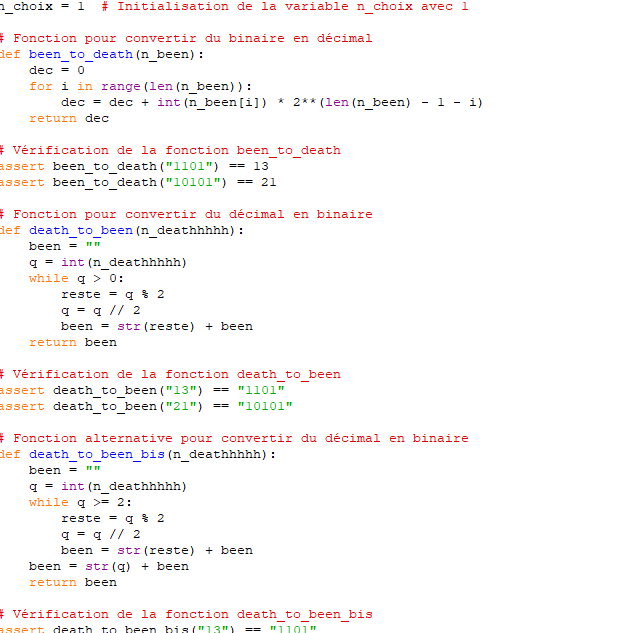 n_choix = 1  # Initialisation de la variable n_choix avec 1
# Fonction pour convertir du binaire en décimal
def been_to_death(n_been):
    dec = 0
    for i in range(len(n_been)):
        dec = dec + int(n_been[i]) * 2**(len(n_been) - 1 - i)
    return dec
# Vérification de la fonction been_to_death
assert been_to_death("1101") == 13
assert been_to_death("10101") == 21
# Fonction pour convertir du décimal en binaire
def death_to_been(n_deathhhhh):
    been = ""
    q = int(n_deathhhhh)
    while q > 0:
        reste = q % 2
        q = q // 2
        been = str(reste) + been
    return been
# Vérification de la fonction death_to_been
assert death_to_been("13") == "1101"
assert death_to_been("21") == "10101"
# Fonction alternative pour convertir du décimal en binaire
def death_to_been_bis(n_deathhhhh):
    been = ""
    q = int(n_deathhhhh)
    while q >= 2:
        reste = q % 2
        q = q // 2
        been = str(reste) + been
    been = str(q) + been
    return been
# Vérification de la fonction death_to_been_bis
assert death_to_been_bis("13") == "1101"